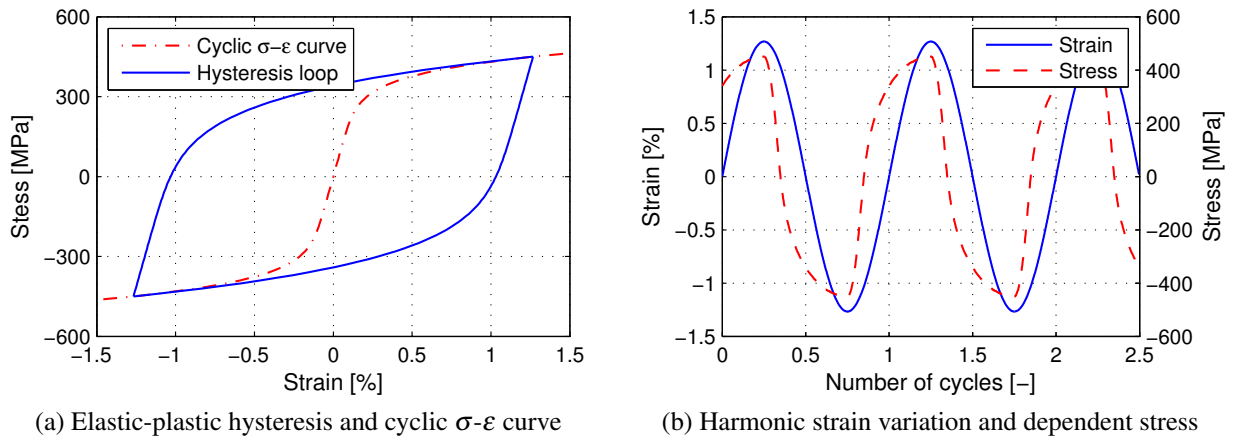 Cyclic σ–ε curve
Hysteresis loop
600
300
0
−300
−600
Stess [MPa]
−1.5
−1
−0.5
0
0.5
1
1.5
Strain [%]
(a) Elastic-plastic hysteresis and cyclic σ-ε curve
Strain
Stress
1.5
1
0.5
0
−0.5
−1
−1.5
Strain [%]
600
400
200
0
−200
−400
−600
Stress [MPa]
0
0.5
1
1.5
2
2.5
Number of cycles [−]
(b) Harmonic strain variation and dependent stress